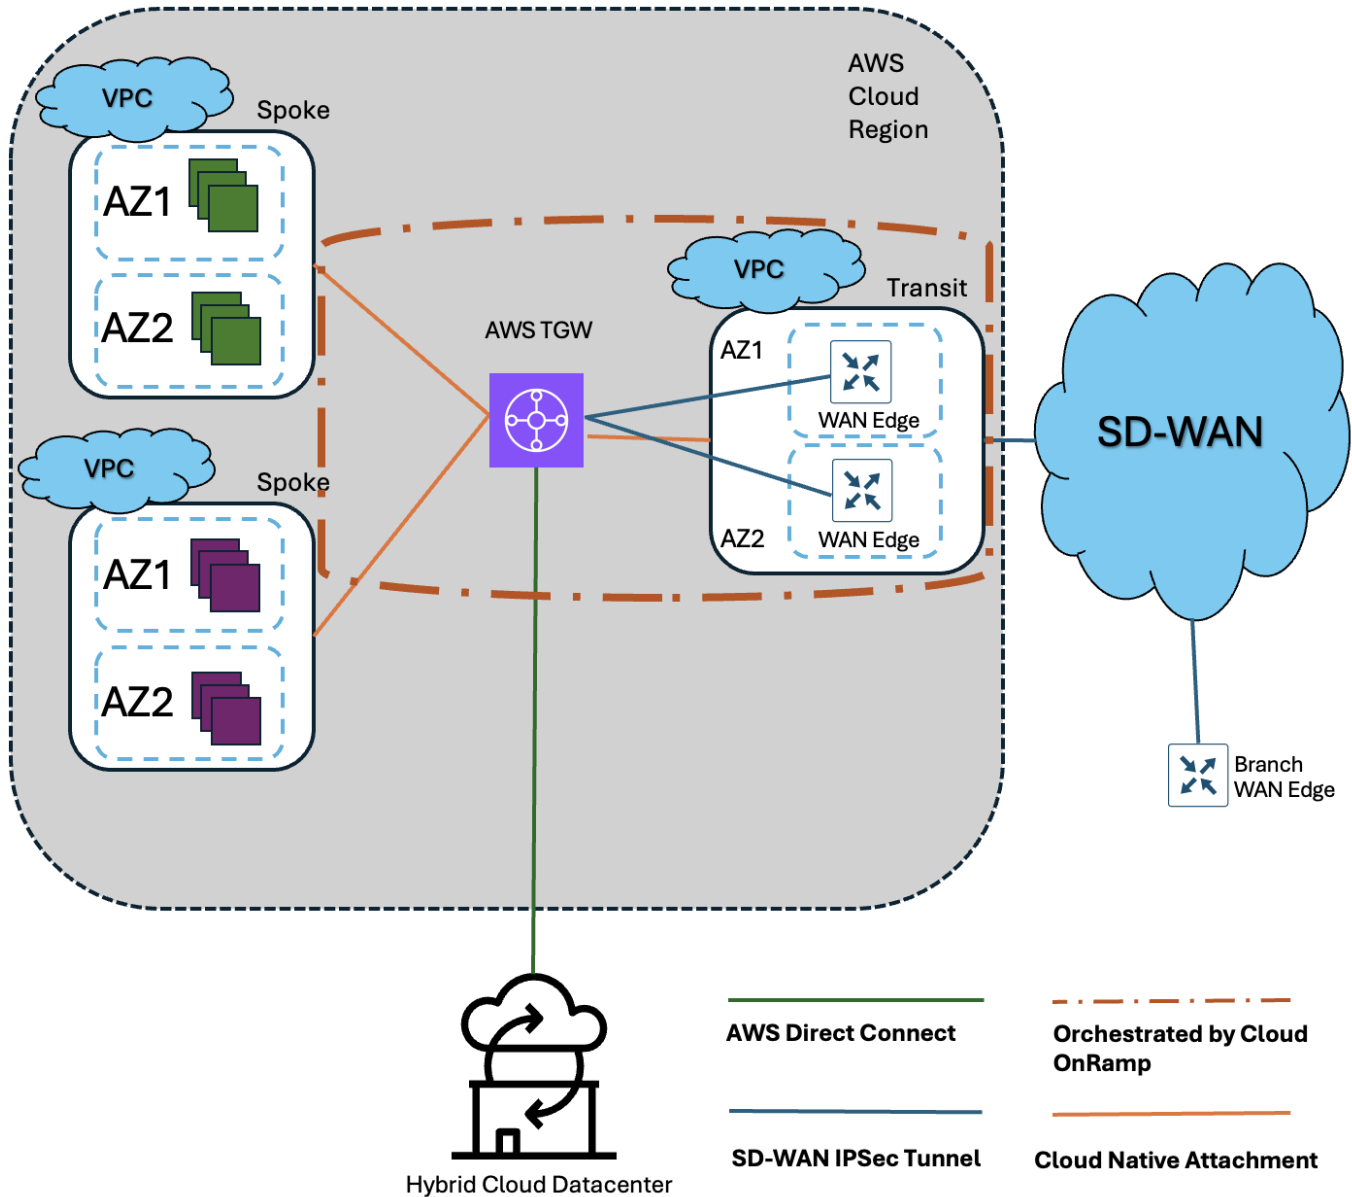 AWS
Cloud
Region
VPC
Spoke
AZ1
AZ2
VPC
Spoke
AZ1
AZ2
AWS TGW
VPC
Transit
AZ1
WAN Edge
AZ2
WAN Edge
SD-WAN
Branch
WAN Edge
Hybrid Cloud Datacenter
AWS Direct Connect
Orchestrated by Cloud
OnRamp
SD-WAN IPSec Tunnel
Cloud Native Attachment